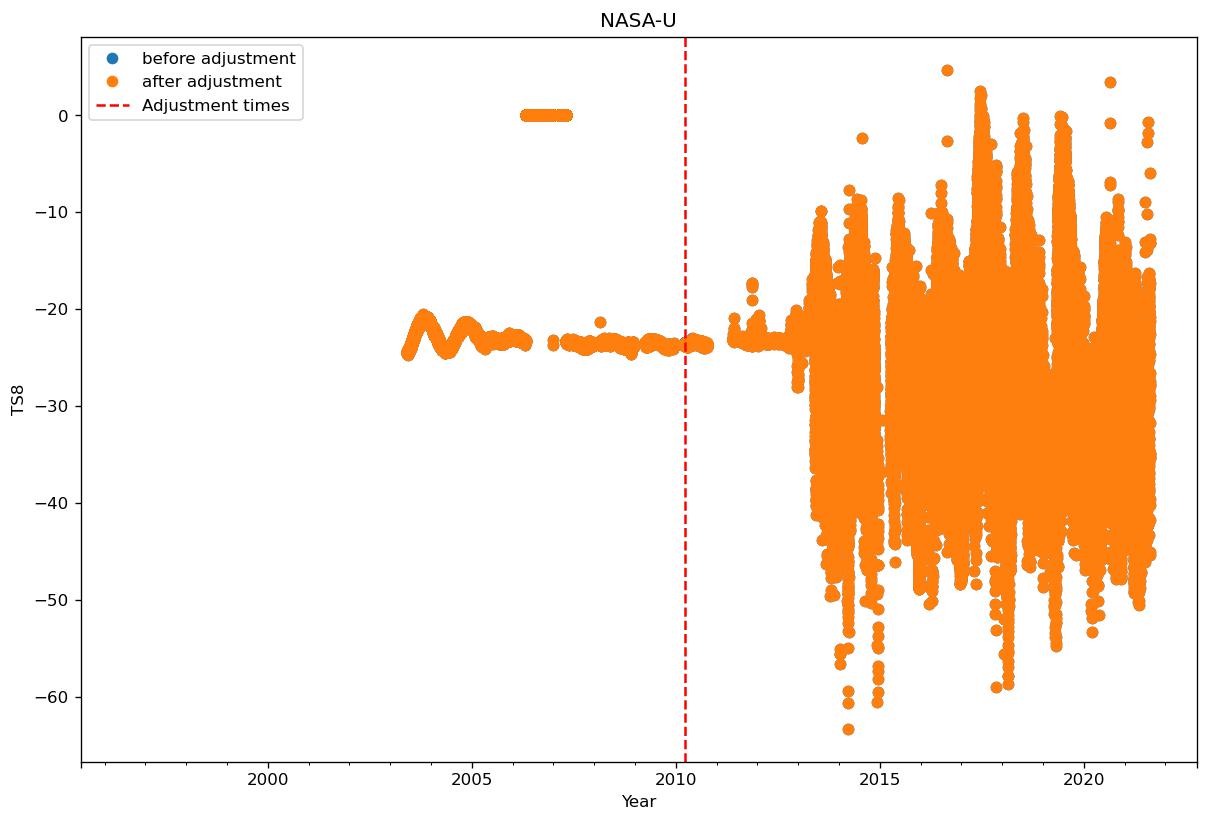 NASA-U
before adjustment
after adjustment
Adjustment times
0
−10
−20
−30
−40
−50
−60
TS8
2000
2005
2010
2015
2020
Year